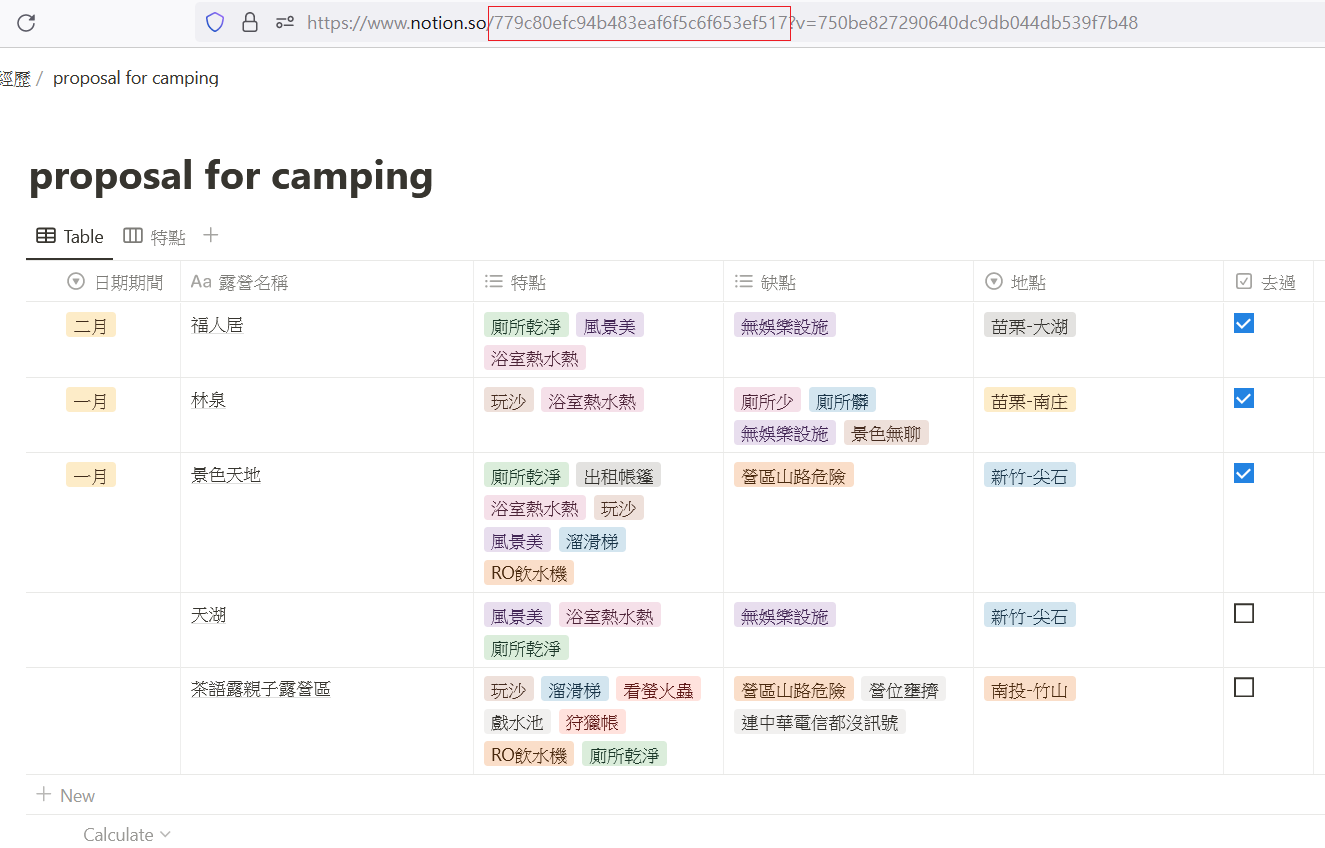 https://www.notion.so/779c80efc94b483eaf6f5c6f653ef517?v=750be827290640dc9db044db539f7b48
經歷 / proposal for camping
proposal for camping
Table 特點 +
日期期間 Aa 露營名稱 特點 缺點 地點 去過
二月 福人居 廁所乾淨 風景美 無娛樂設施 苗栗-大湖
浴室熱水熱
一月 林泉 玩沙 浴室熱水熱 廁所少 廁所髒 苗栗-南庄
無娛樂設施 景色無聊
一月 景色天地 廁所乾淨 出租帳篷 營區山路危險 新竹-尖石
浴室熱水熱 玩沙
風景美 溜滑梯
RO飲水機
天湖 風景美 浴室熱水熱 無娛樂設施 新竹-尖石
廁所乾淨
茶語露親子露營區 玩沙 溜滑梯 看螢火蟲 營區山路危險 營位壅擠 南投-竹山
戲水池 狩獵帳 連中華電信都沒訊號
RO飲水機 廁所乾淨
+ New
Calculate